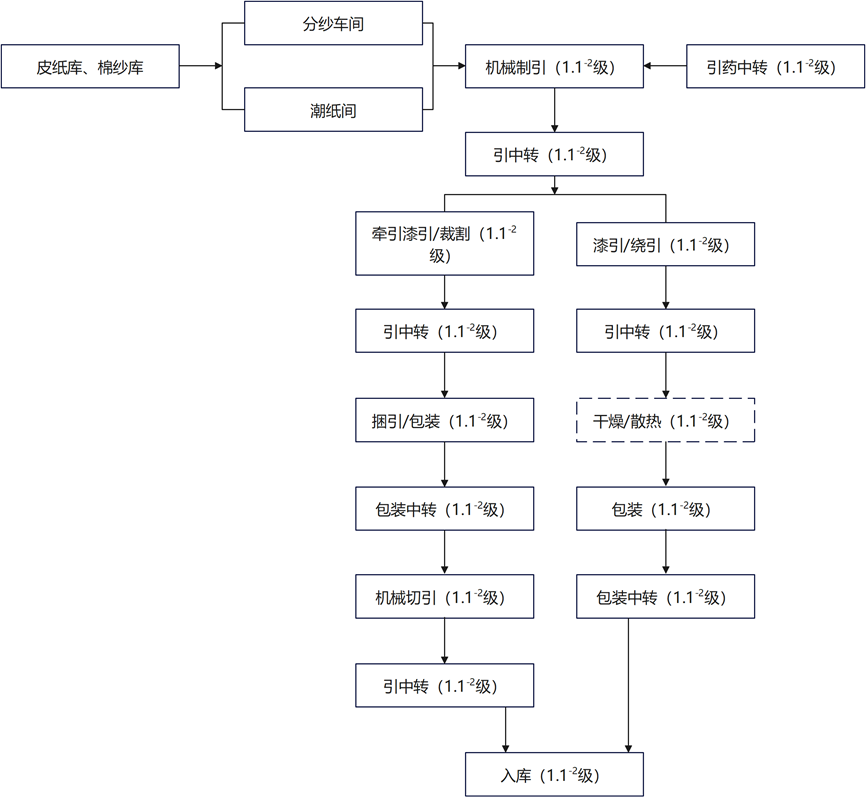 分纱车间
皮纸库、棉纱库
机械制引（1.1⁻²级）
引药中转（1.1⁻²级）
潮纸间
引中转（1.1⁻²级）
牵引漆引/裁割（1.1⁻²
级）
漆引/绕引（1.1⁻²级）
引中转（1.1⁻²级）
引中转（1.1⁻²级）
捆引/包装（1.1⁻²级）
干燥/散热（1.1⁻²级）
包装中转（1.1⁻²级）
包装（1.1⁻²级）
机械切引（1.1⁻²级）
包装中转（1.1⁻²级）
引中转（1.1⁻²级）
入库（1.1⁻²级）